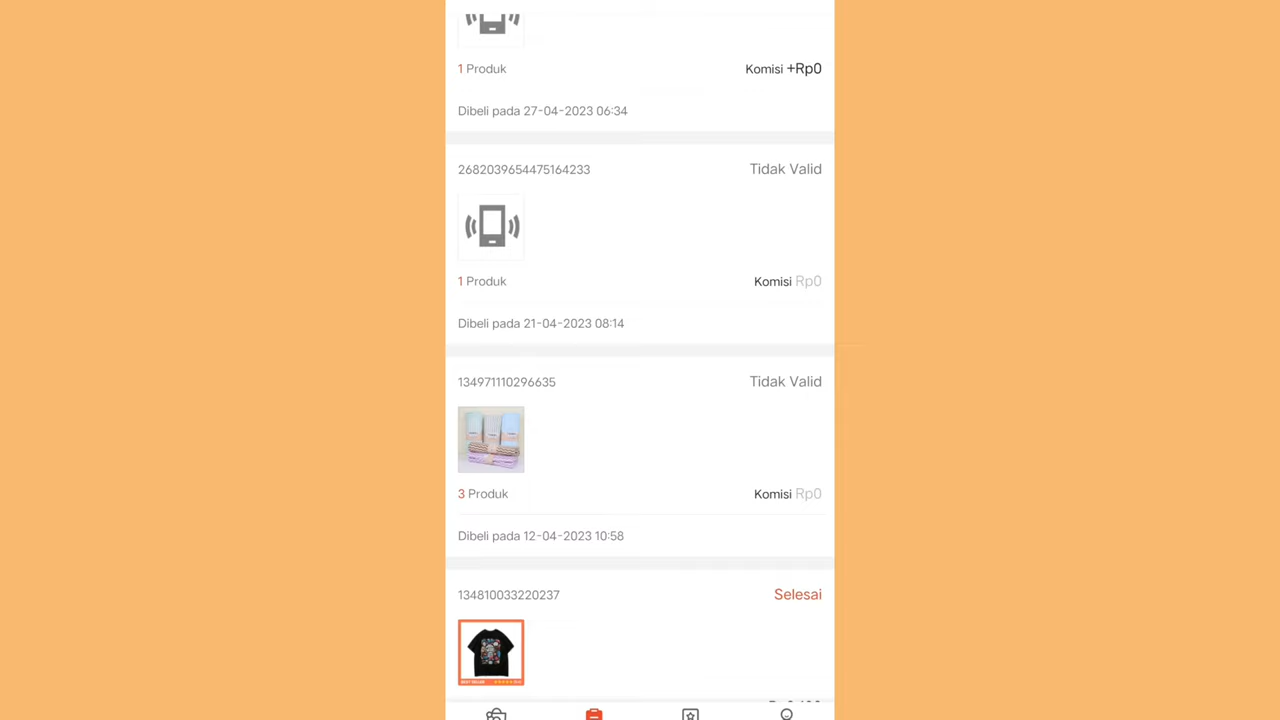 1 Produk
Komisi +Rp0
Dibeli pada 27-04-2023 06:34
2682039654475164233
Tidak Valid
1 Produk
Komisi Rp0
Dibeli pada 21-04-2023 08:14
134971110296635
Tidak Valid
3 Produk
Komisi Rp0
Dibeli pada 12-04-2023 10:58
134810033220237
Selesai